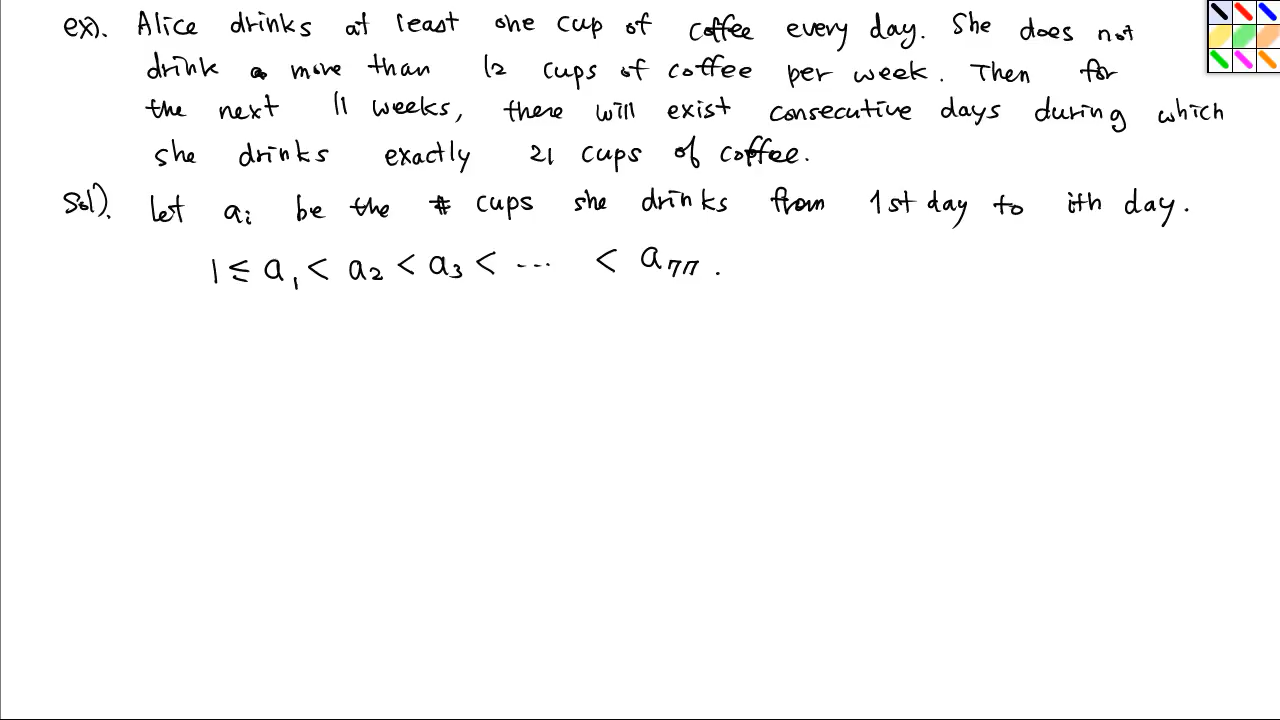 ex). Alice drinks at least one cup of coffee every day. She does not
drink more than 12 cups of coffee per week. Then for
the next 11 weeks, there will exist consecutive days during which
she drinks exactly 21 cups of coffee.
Sol). Let aᵢ be the # cups she drinks from 1st day to ith day.
1 ≤ a₁ < a₂ < a₃ < ... < a₇₇.